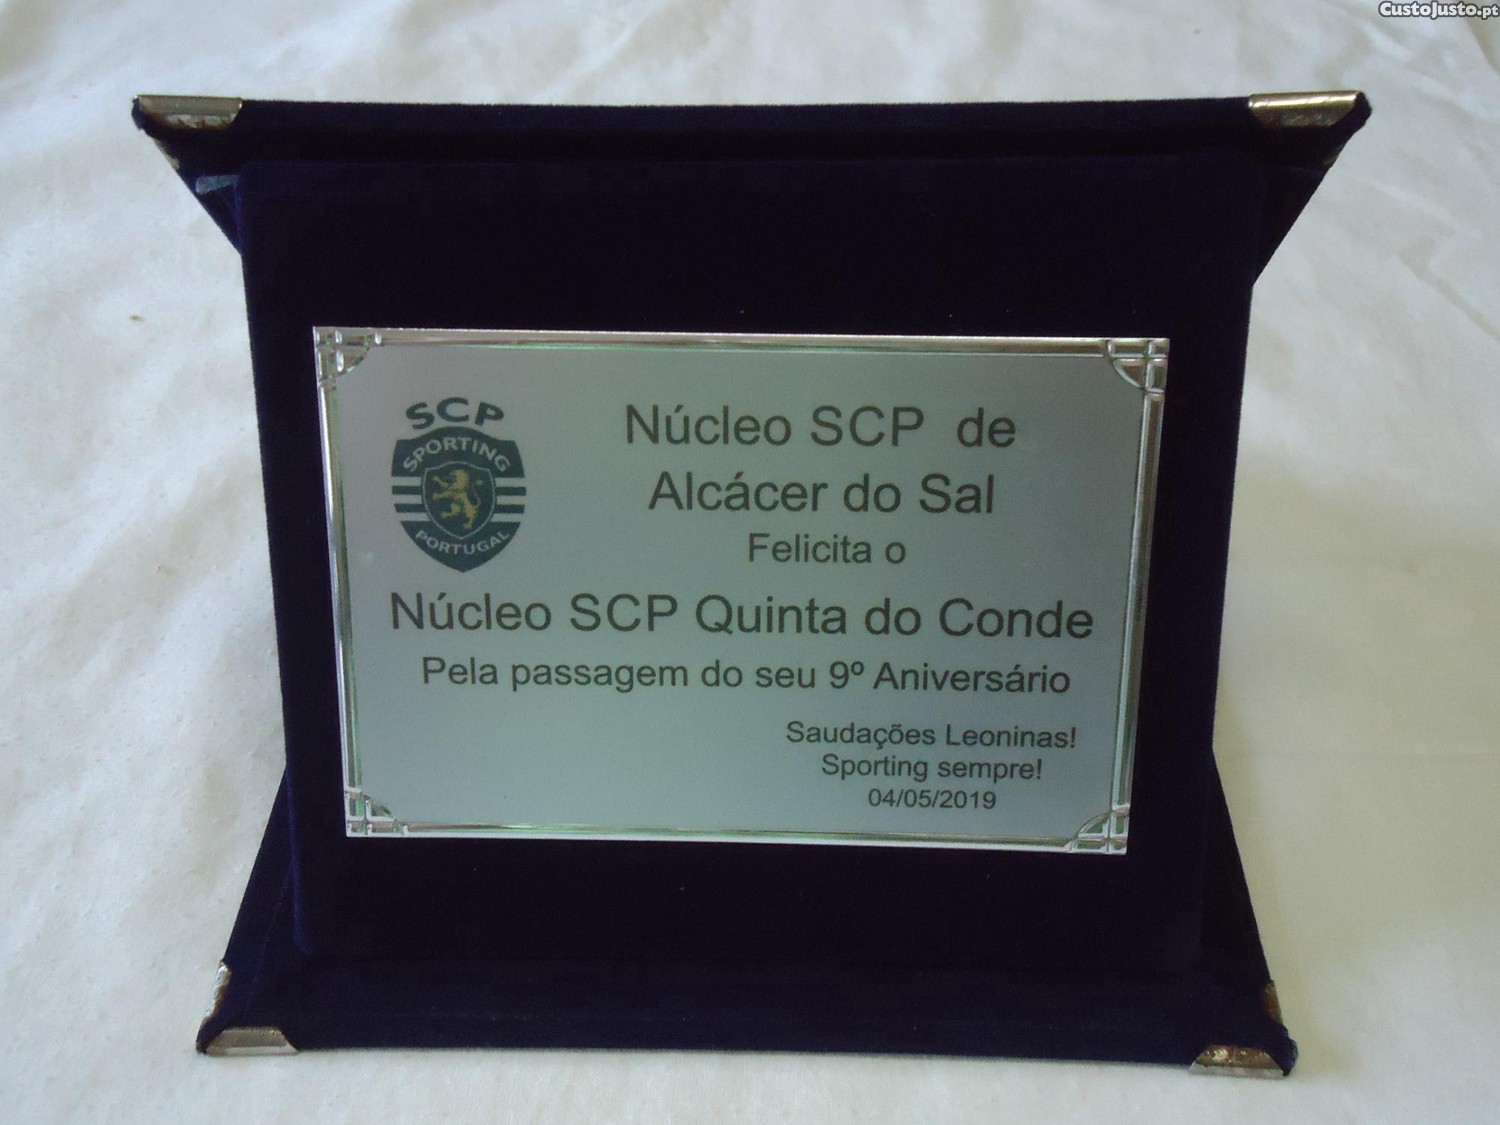 CustoJusto.pt
SCP
SPORTING
PORTUGAL
Núcleo SCP de
Alcácer do Sal
Felicita o
Núcleo SCP Quinta do Conde
Pela passagem do seu 9º Aniversário
Saudações Leoninas!
Sporting sempre!
04/05/2019